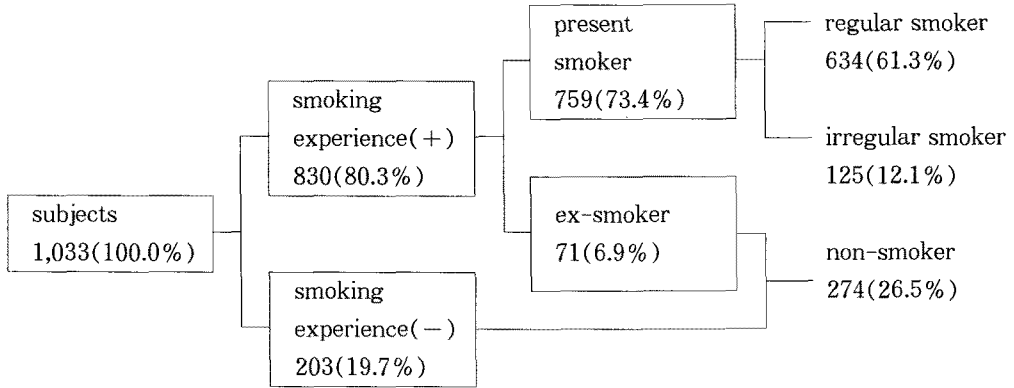 subjects
1,033(100.0%)
smoking
experience(+)
830(80.3%)
smoking
experience(-)
203(19.7%)
present
smoker
759(73.4%)
ex-smoker
71(6.9%)
regular smoker
634(61.3%)
irregular smoker
125(12.1%)
non-smoker
274(26.5%)